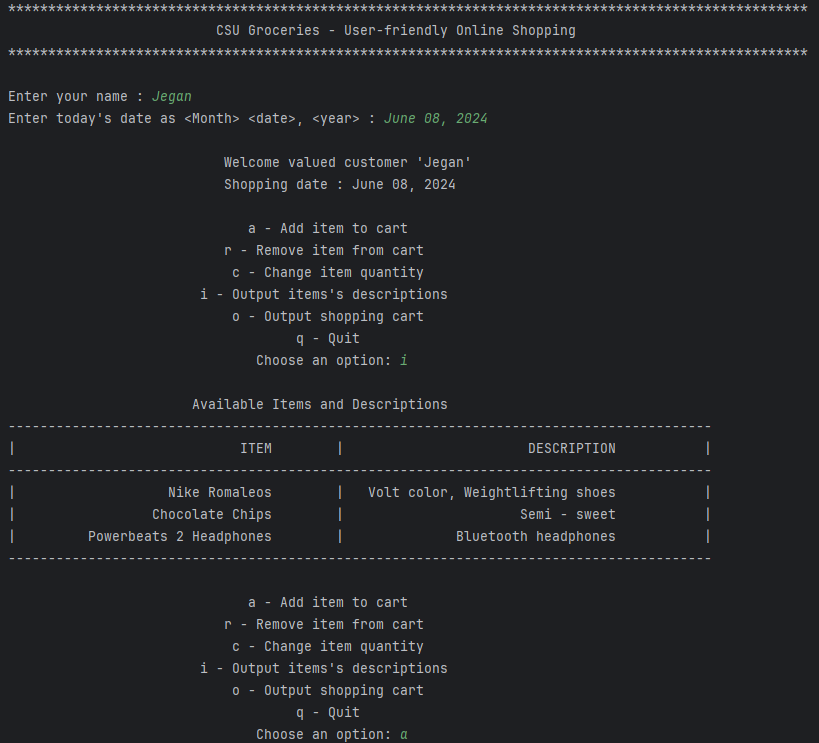 ****************************************************************************************************
CSU Groceries - User-friendly Online Shopping
****************************************************************************************************
Enter your name : Jegan
Enter today's date as <Month> <date>, <year> : June 08, 2024
Welcome valued customer 'Jegan'
Shopping date : June 08, 2024
a - Add item to cart
r - Remove item from cart
c - Change item quantity
i - Output items's descriptions
o - Output shopping cart
q - Quit
Choose an option: i
Available Items and Descriptions
----------------------------------------------------------------------------------------
| ITEM | DESCRIPTION |
----------------------------------------------------------------------------------------
| Nike Romaleos | Volt color, Weightlifting shoes |
| Chocolate Chips | Semi - sweet |
| Powerbeats 2 Headphones | Bluetooth headphones |
----------------------------------------------------------------------------------------
a - Add item to cart
r - Remove item from cart
c - Change item quantity
i - Output items's descriptions
o - Output shopping cart
q - Quit
Choose an option: a